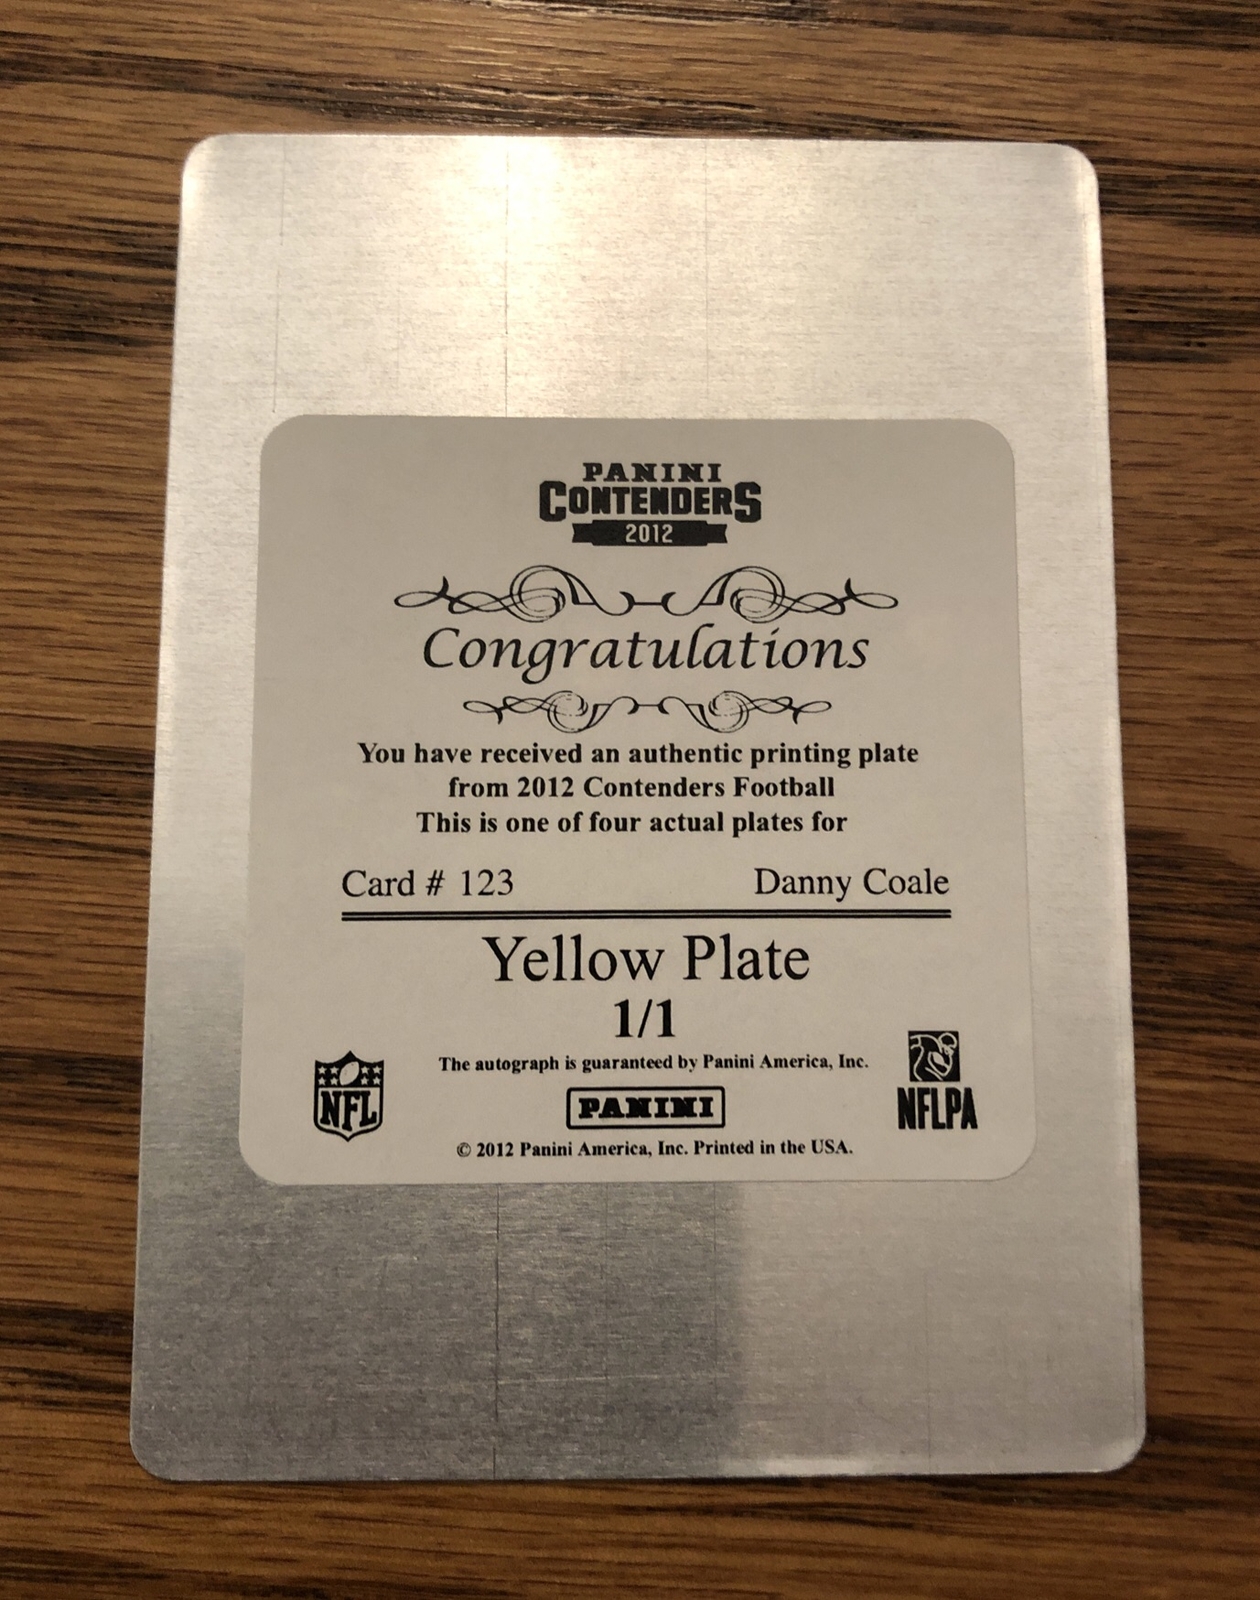 PANINI
CONTENDERS
2012
Congratulations
You have received an authentic printing plate
from 2012 Contenders Football
This is one of four actual plates for
Card # 123 Danny Coale
Yellow Plate
1/1
The autograph is guaranteed by Panini America, Inc.
NFL PANINI NFLPA
© 2012 Panini America, Inc. Printed in the USA.